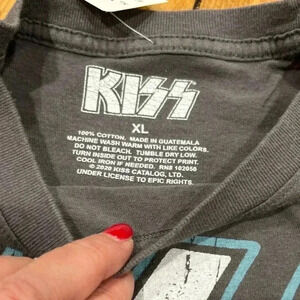 KISS
XL
100% COTTON. MADE IN GUATEMALA
MACHINE WASH WARM WITH LIKE COLORS.
DO NOT BLEACH. TUMBLE DRY LOW.
TURN INSIDE OUT TO PROTECT PRINT.
COOL IRON IF NEEDED. RN# 102050
© 2020 KISS CATALOG, LTD.
UNDER LICENSE TO EPIC RIGHTS.